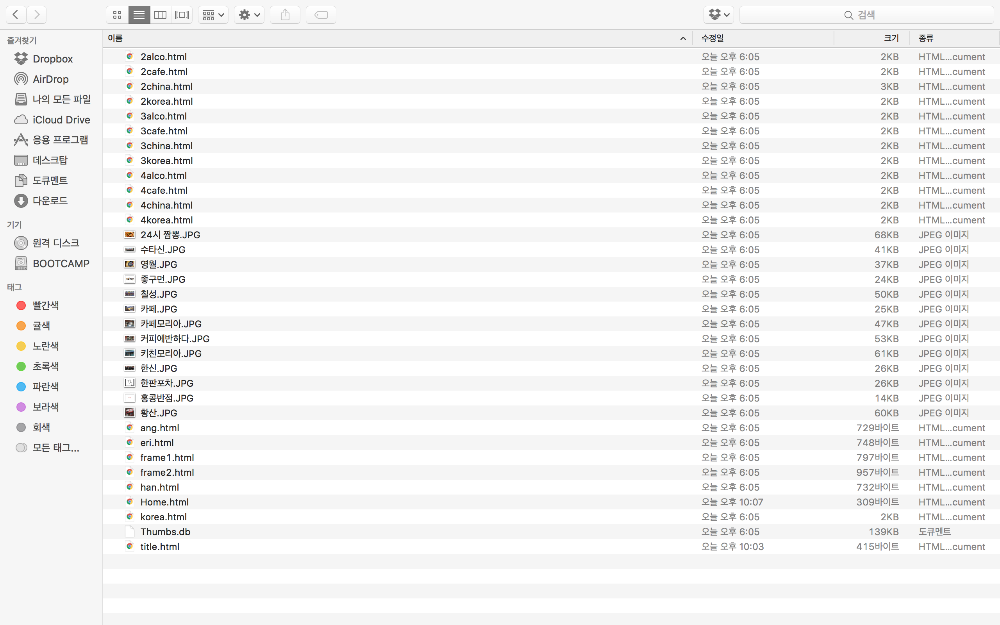 검색
즐겨찾기
Dropbox
AirDrop
나의 모든 파일
iCloud Drive
응용 프로그램
데스크탑
도큐멘트
다운로드
기기
원격 디스크
BOOTCAMP
태그
빨간색
귤색
노란색
초록색
파란색
보라색
회색
모든 태그...
이름 수정일 크기 종류
2alco.html 오늘 오후 6:05 2KB HTML...cument
2cafe.html 오늘 오후 6:05 2KB HTML...cument
2china.html 오늘 오후 6:05 3KB HTML...cument
2korea.html 오늘 오후 6:05 2KB HTML...cument
3alco.html 오늘 오후 6:05 2KB HTML...cument
3cafe.html 오늘 오후 6:05 2KB HTML...cument
3china.html 오늘 오후 6:05 2KB HTML...cument
3korea.html 오늘 오후 6:05 2KB HTML...cument
4alco.html 오늘 오후 6:05 2KB HTML...cument
4cafe.html 오늘 오후 6:05 2KB HTML...cument
4china.html 오늘 오후 6:05 2KB HTML...cument
4korea.html 오늘 오후 6:05 2KB HTML...cument
24시 짬뽕.JPG 오늘 오후 6:05 68KB JPEG 이미지
수타신.JPG 오늘 오후 6:05 41KB JPEG 이미지
영월.JPG 오늘 오후 6:05 37KB JPEG 이미지
좋구먼.JPG 오늘 오후 6:05 24KB JPEG 이미지
칠성.JPG 오늘 오후 6:05 50KB JPEG 이미지
카페.JPG 오늘 오후 6:05 25KB JPEG 이미지
카페모리아.JPG 오늘 오후 6:05 47KB JPEG 이미지
커피에반하다.JPG 오늘 오후 6:05 53KB JPEG 이미지
키친모리아.JPG 오늘 오후 6:05 61KB JPEG 이미지
한신.JPG 오늘 오후 6:05 26KB JPEG 이미지
한판포차.JPG 오늘 오후 6:05 26KB JPEG 이미지
홍콩반점.JPG 오늘 오후 6:05 14KB JPEG 이미지
황산.JPG 오늘 오후 6:05 60KB JPEG 이미지
ang.html 오늘 오후 6:05 729바이트 HTML...cument
eri.html 오늘 오후 6:05 748바이트 HTML...cument
frame1.html 오늘 오후 6:05 797바이트 HTML...cument
frame2.html 오늘 오후 6:05 957바이트 HTML...cument
han.html 오늘 오후 6:05 732바이트 HTML...cument
Home.html 오늘 오후 10:07 309바이트 HTML...cument
korea.html 오늘 오후 6:05 2KB HTML...cument
Thumbs.db 오늘 오후 6:05 139KB 도큐멘트
title.html 오늘 오후 10:03 415바이트 HTML...cument